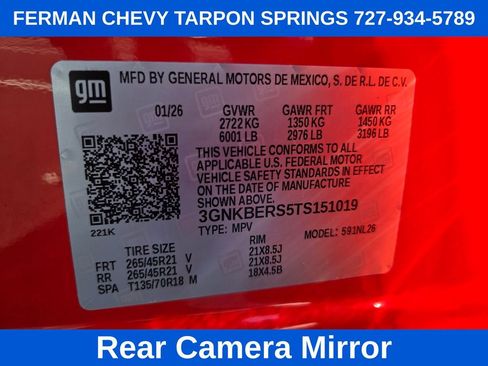 FERMAN CHEVY TARPON SPRINGS 727-934-5789
gm
MFD BY GENERAL MOTORS DE MEXICO, S. DE R.L. DE C.V.
01/26 GVWR GAWR FRT GAWR RR
2722 KG 1350 KG 1450 KG
6001 LB 2976 LB 3196 LB
THIS VEHICLE CONFORMS TO ALL
APPLICABLE U.S. FEDERAL MOTOR
VEHICLE SAFETY STANDARDS IN EFFECT
ON THE DATE OF MANUFACTURE SHOWN ABOVE.
3GNKBERS5TS151019
221K TYPE: MPV MODEL: 591NL26
TIRE SIZE RIM
FRT 265/45R21 V 21X8.5J
RR 265/45R21 V 21X8.5J
SPA T135/70R18 M 18X4.5B
Rear Camera Mirror